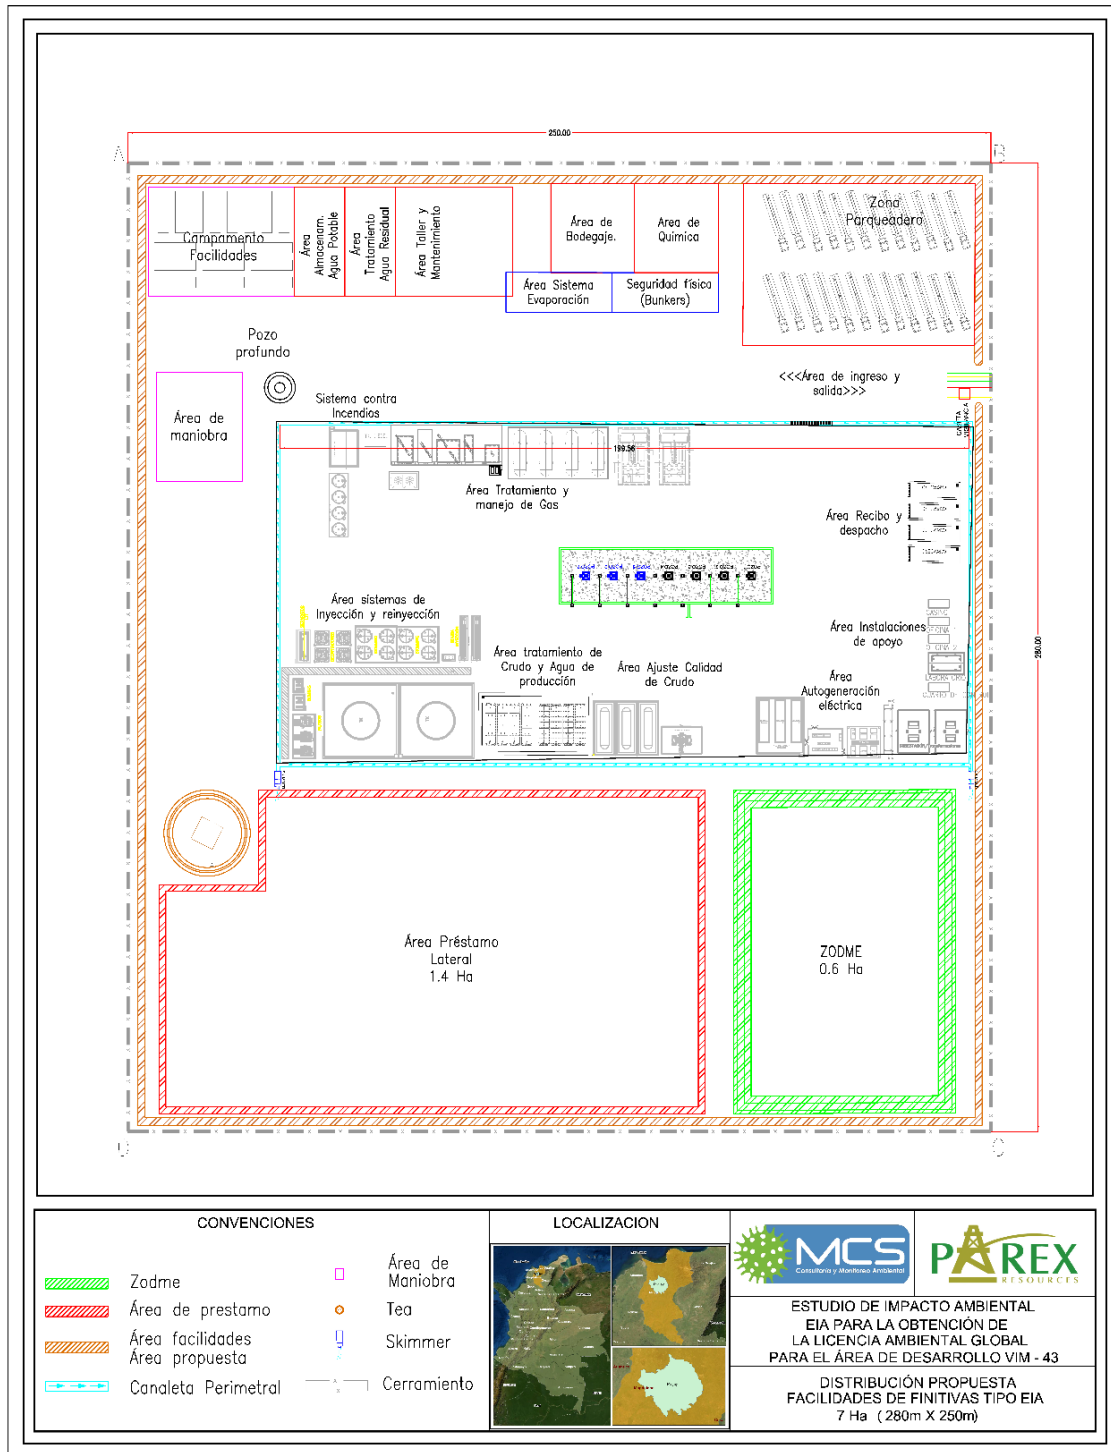 250.00
A
B
Campamento
Facilidades
Área
Almacenam.
Agua Potable
Área
Tratamiento
Agua Residual
Área Taller y
Mantenimiento
Área de
Bodegaje.
Area de
Quimica
Zona
Parqueadero
Área Sistema
Evaporación
Seguridad física
(Bunkers)
Pozo
profundo
<<<Área de ingreso y
salida>>>
Área de
maniobra
Sistema contra
Incendios
199.56
Área Tratamiento y
manejo de Gas
Área Recibo y
despacho
280.00
Área sistemas de
Inyección y reinyección
Área Instalaciones
de apoyo
Área tratamiento de
Crudo y Agua de
producción
Área Ajuste Calidad
de Crudo
Área
Autogeneración
eléctrica
Área Préstamo
Lateral
1.4 Ha
ZODME
0.6 Ha
D
C
CONVENCIONES
Zodme
Área de prestamo
Área facilidades
Área propuesta
Canaleta Perimetral
Área de
Maniobra
Tea
Skimmer
Cerramiento
LOCALIZACION
MCS
Consultoría y Monitoreo Ambiental
PAREX
RESOURCES
ESTUDIO DE IMPACTO AMBIENTAL
EIA PARA LA OBTENCIÓN DE
LA LICENCIA AMBIENTAL GLOBAL
PARA EL ÁREA DE DESARROLLO VIM - 43
DISTRIBUCIÓN PROPUESTA
FACILIDADES DE FINITIVAS TIPO EIA
7 Ha ( 280m X 250m)